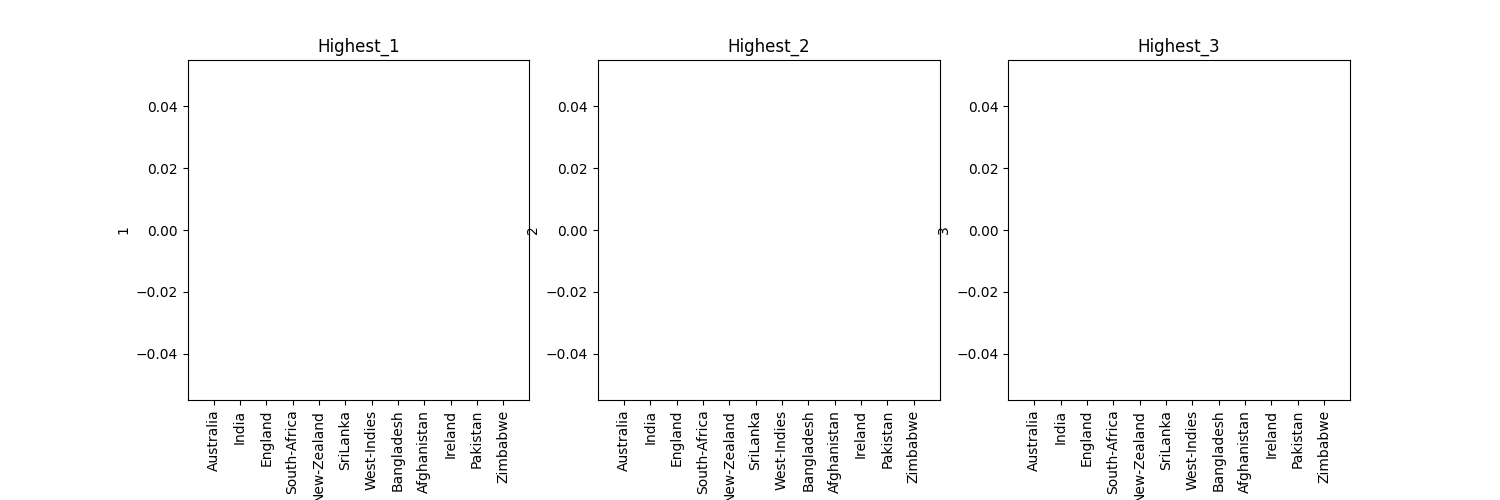 Highest_1
Highest_2
Highest_3
0.04
0.02
0.00
−0.02
−0.04
1
Australia
India
England
South-Africa
New-Zealand
SriLanka
West-Indies
Bangladesh
Afghanistan
Ireland
Pakistan
Zimbabwe
0.04
0.02
0.00
−0.02
−0.04
2
Australia
India
England
South-Africa
New-Zealand
SriLanka
West-Indies
Bangladesh
Afghanistan
Ireland
Pakistan
Zimbabwe
0.04
0.02
0.00
−0.02
−0.04
3
Australia
India
England
South-Africa
New-Zealand
SriLanka
West-Indies
Bangladesh
Afghanistan
Ireland
Pakistan
Zimbabwe